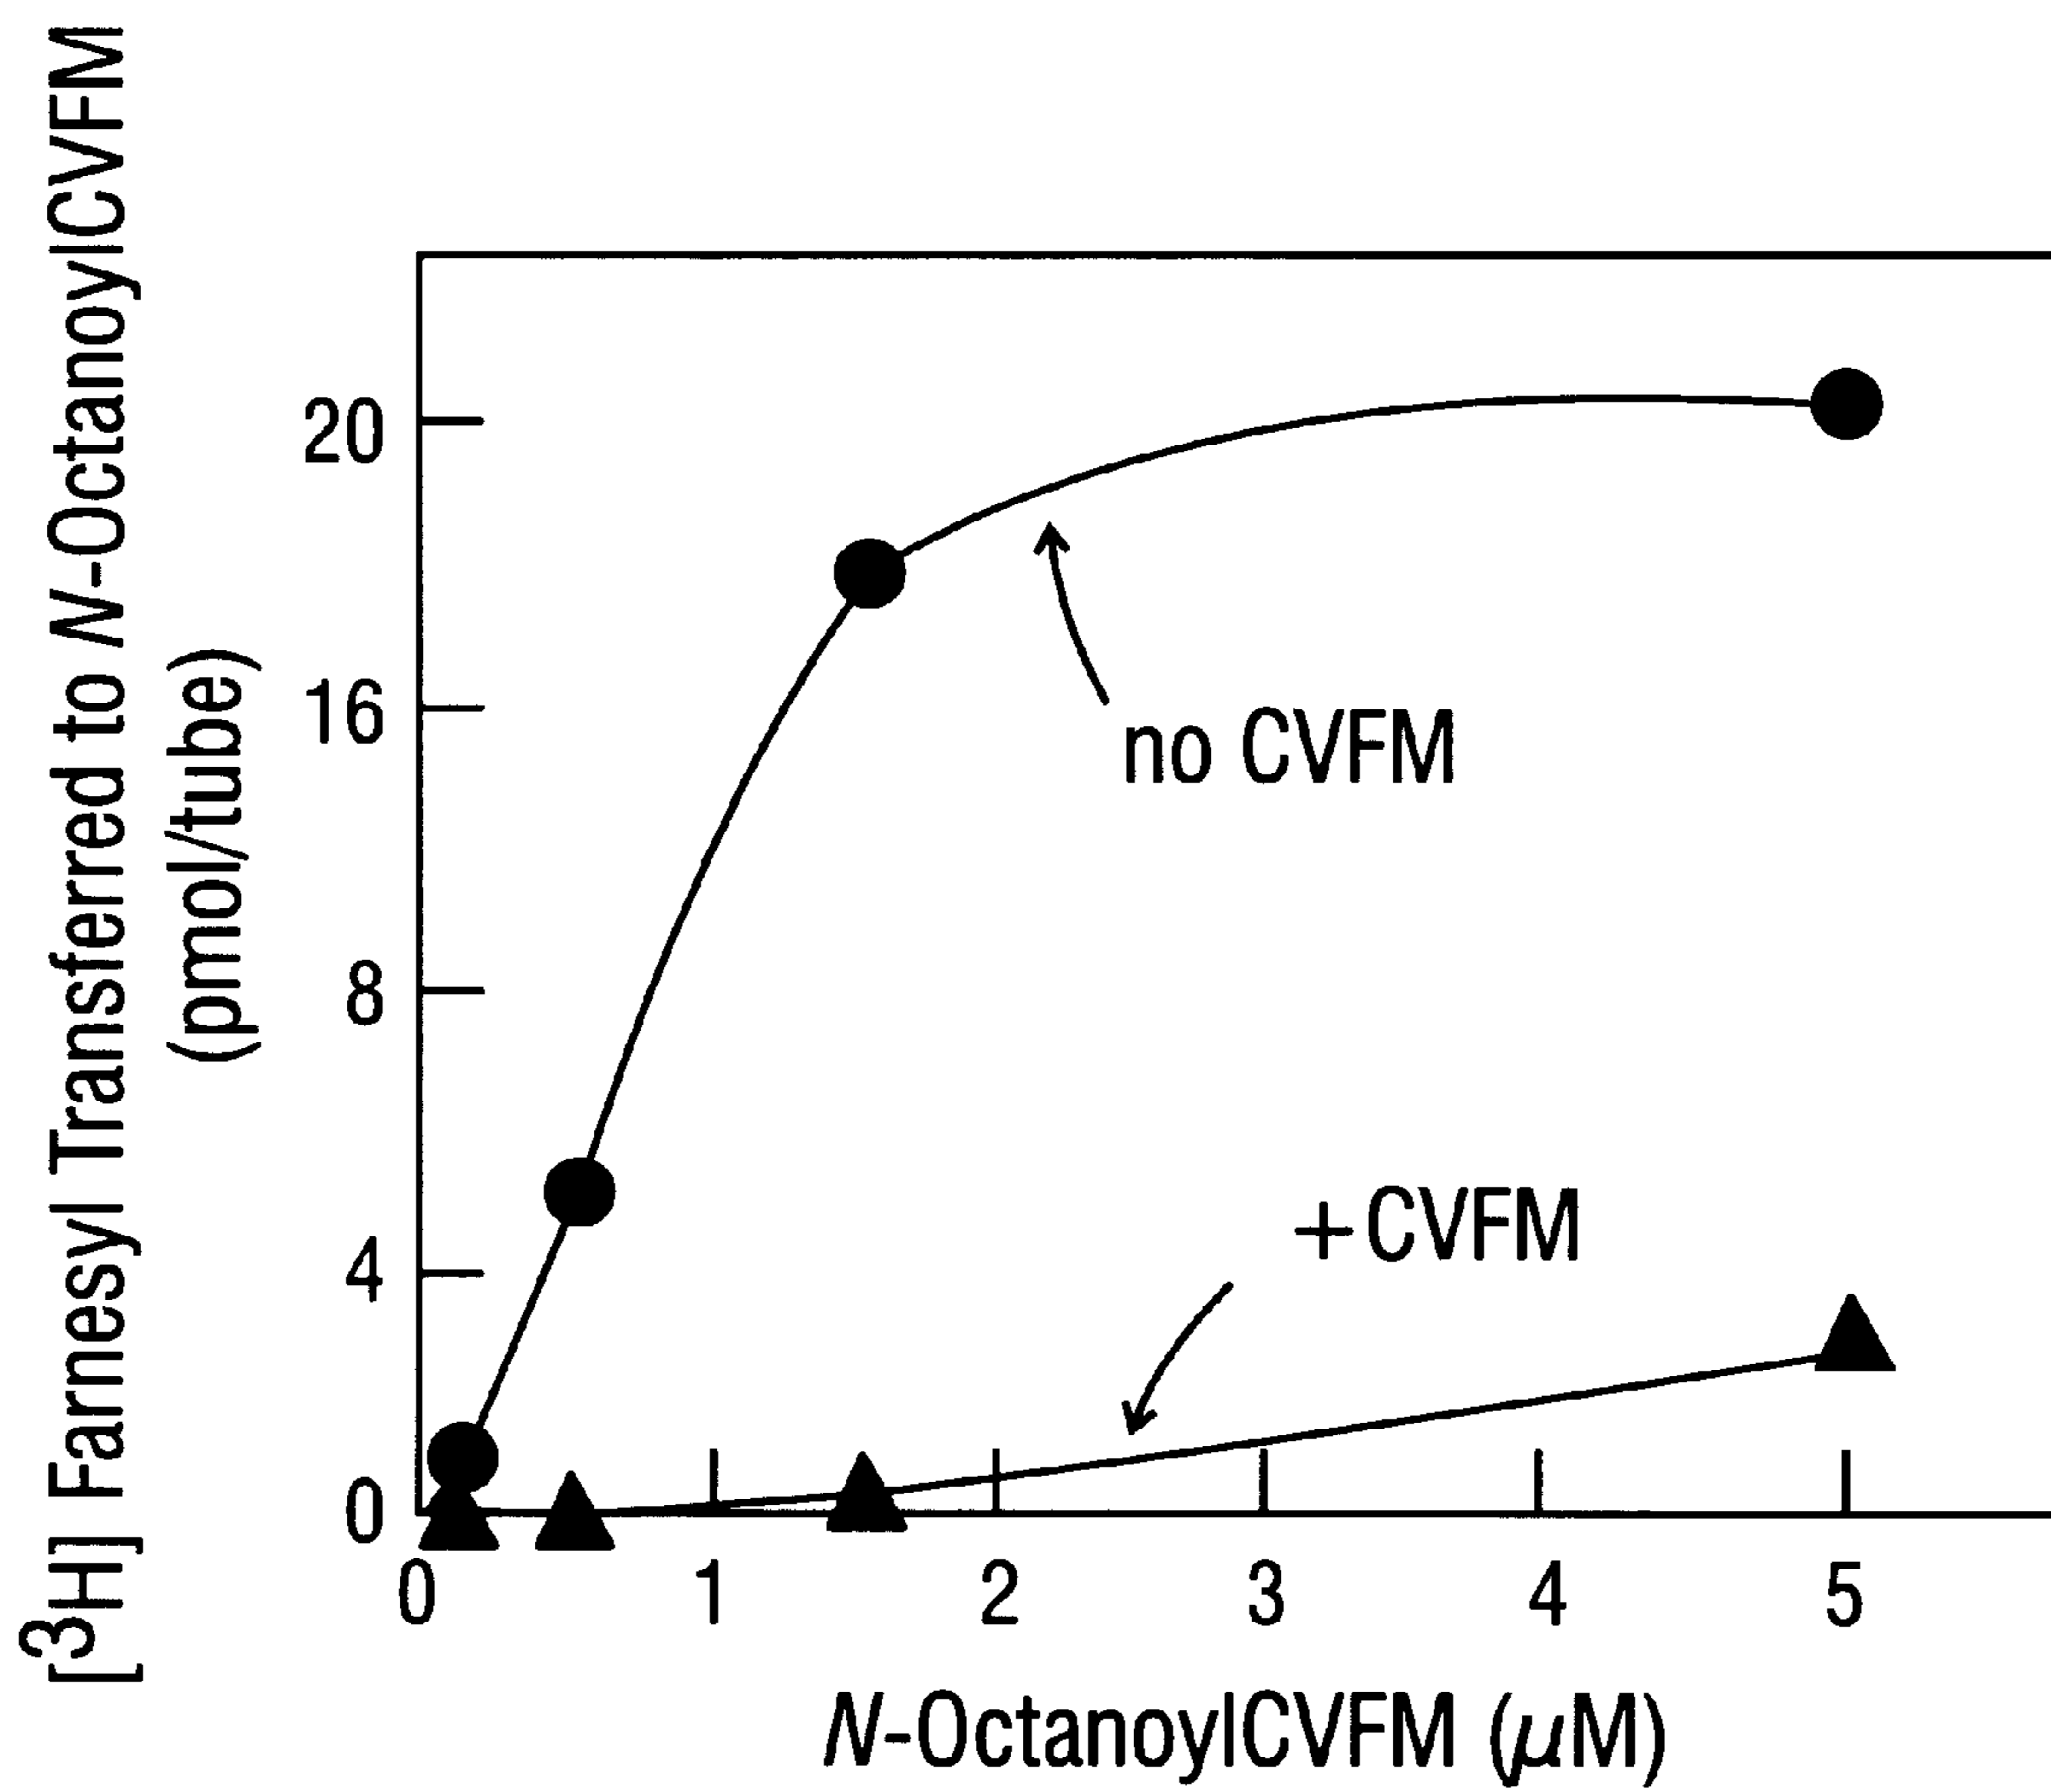 [3H] Farnesyl Transferred to N-OctanoylCVFM
(pmol/tube)
20
16
8
4
0
no CVFM
+CVFM
0 1 2 3 4 5
N-OctanoylCVFM (μM)